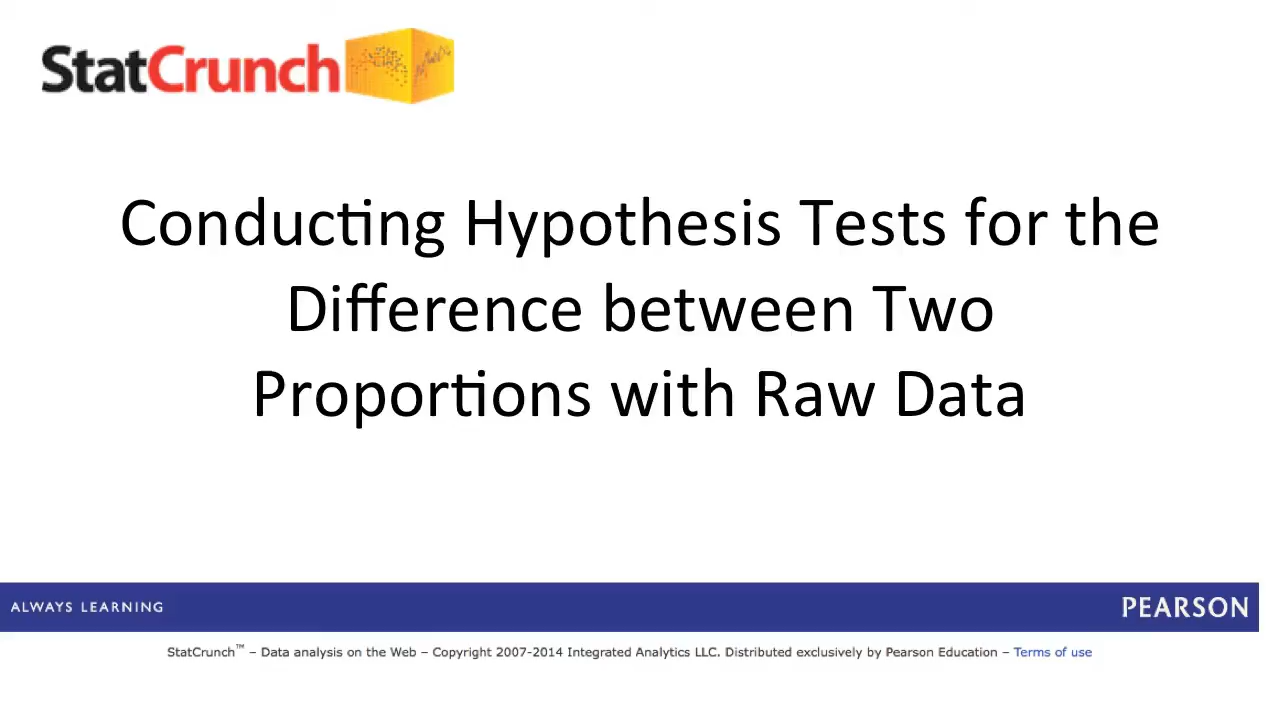 StatCrunch
Conducting Hypothesis Tests for the
Difference between Two
Proportions with Raw Data
ALWAYS LEARNING
PEARSON
StatCrunch™ – Data analysis on the Web – Copyright 2007-2014 Integrated Analytics LLC. Distributed exclusively by Pearson Education – Terms of use